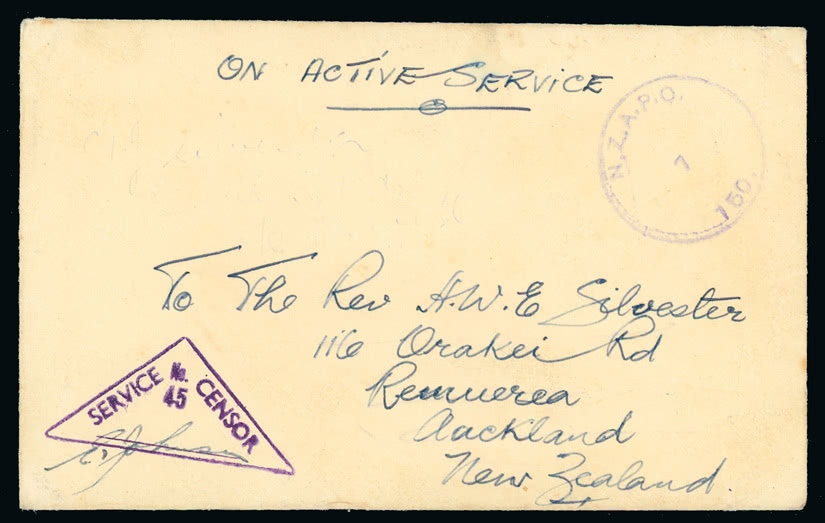 ON ACTIVE SERVICE
N.Z.A.P.O.
7
150.
To The Rev A.W.E Silvester
116 Orakei Rd
Remuerea
Auckland
New Zealand.
SERVICE No. CENSOR
45